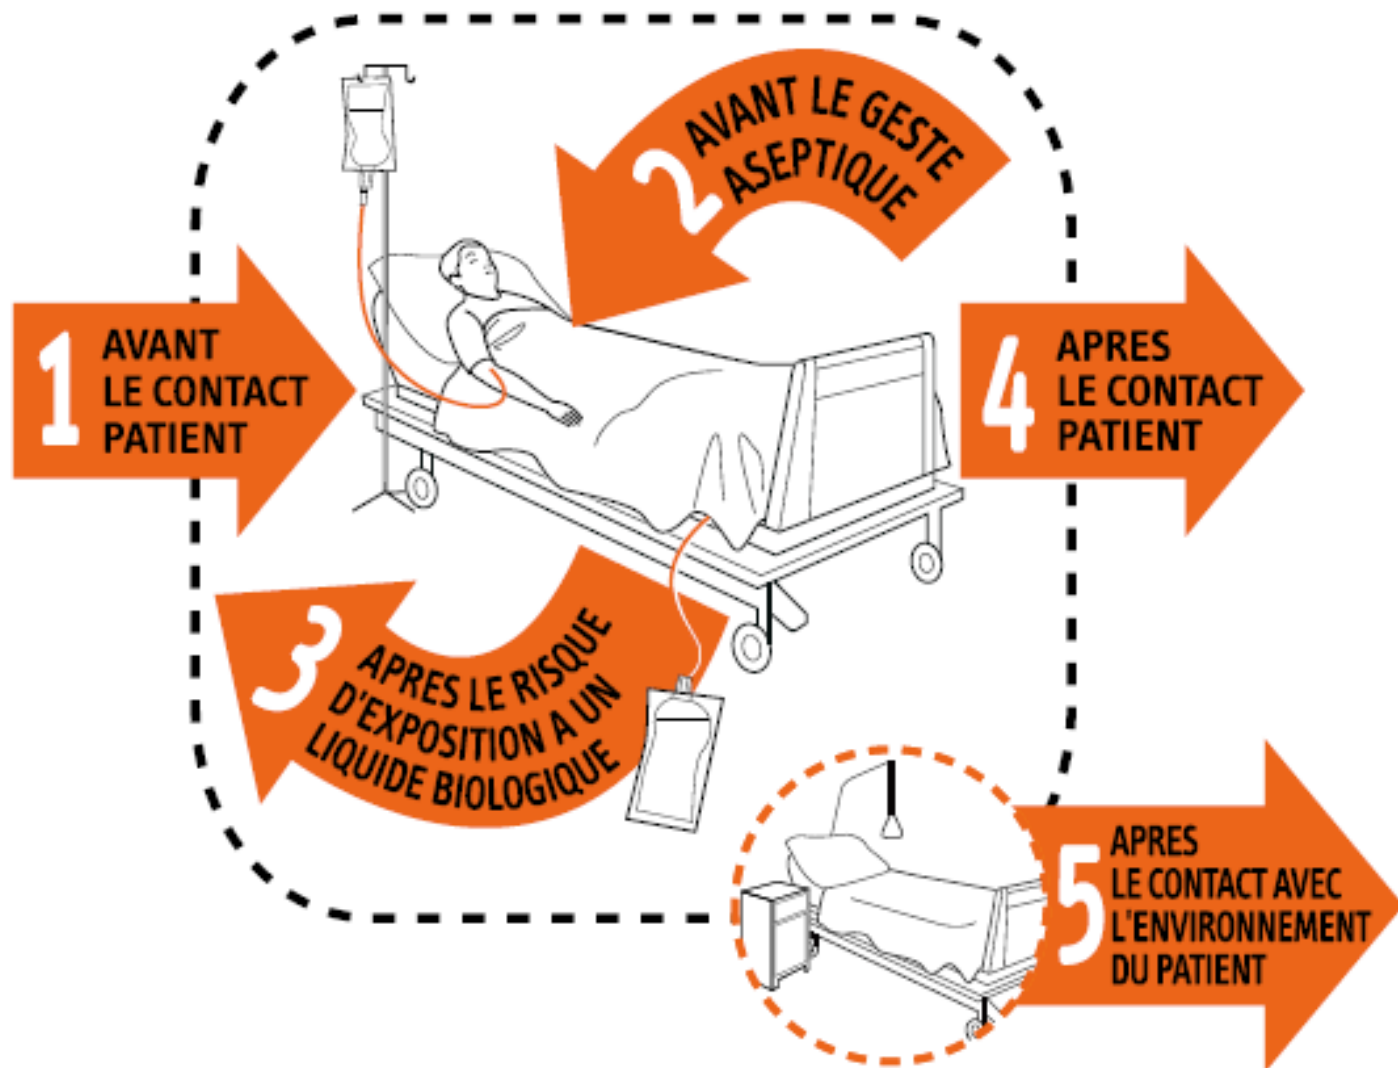 1
AVANT
LE CONTACT
PATIENT
2
AVANT LE GESTE
ASEPTIQUE
3
APRES LE RISQUE
D'EXPOSITION A UN
LIQUIDE BIOLOGIQUE
4
APRES
LE CONTACT
PATIENT
5
APRES
LE CONTACT AVEC
L'ENVIRONNEMENT
DU PATIENT